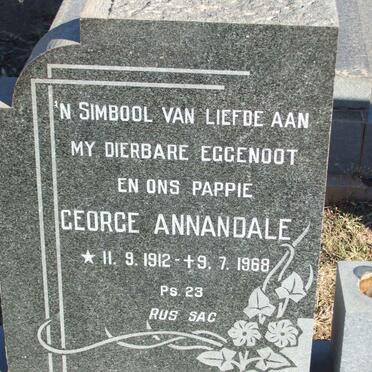 'N SIMBOOL VAN LIEFDE AAN
MY DIERBARE EGGENOOT
EN ONS PAPPIE
GEORGE ANNANDALE
★ 11. 9. 1912 - ✝ 9. 7. 1968
PS. 23
RUS SAG